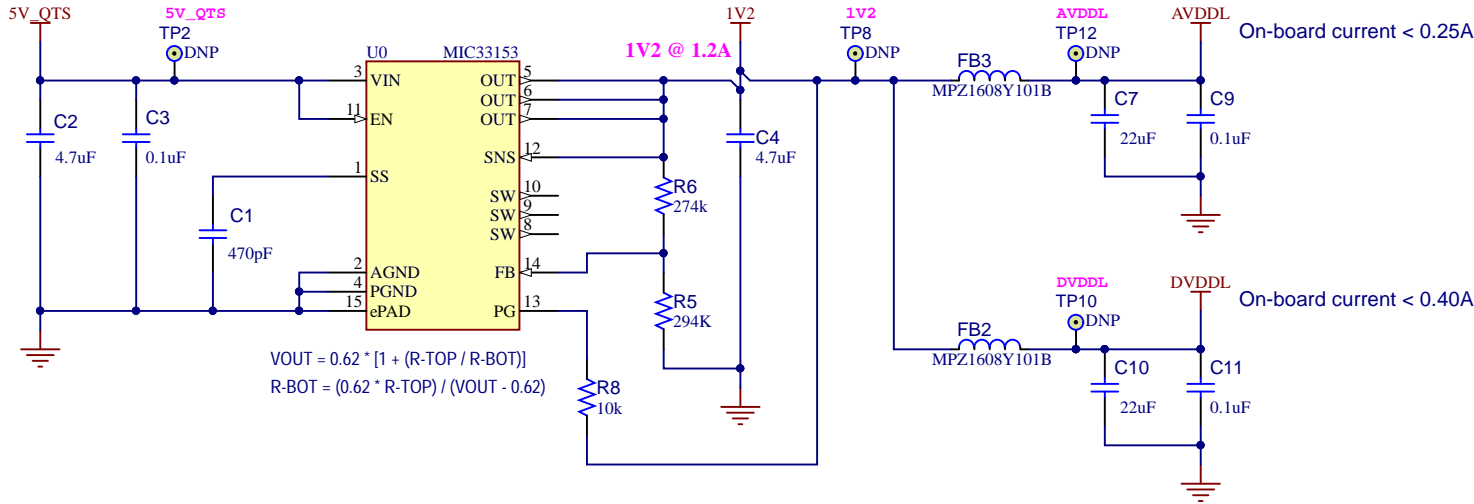 5V_QTS
5V_QTS
TP2
DNP
U0
MIC33153
1V2 @ 1.2A
1V2
1V2
TP8
DNP
AVDDL
TP12
DNP
AVDDL
On-board current < 0.25A
3
VIN
11
EN
1
SS
2
AGND
4
PGND
15
ePAD
OUT
5
OUT
6
OUT
7
SNS
12
SW
10
SW
9
SW
8
FB
14
PG
13
C2
4.7uF
C3
0.1uF
C1
470pF
R6
274k
R5
294K
C4
4.7uF
FB3
MPZ1608Y101B
C7
22uF
C9
0.1uF
VOUT = 0.62 * [1 + (R-TOP / R-BOT)]
R-BOT = (0.62 * R-TOP) / (VOUT - 0.62)
R8
10k
DVDDL
TP10
DNP
DVDDL
On-board current < 0.40A
FB2
MPZ1608Y101B
C10
22uF
C11
0.1uF